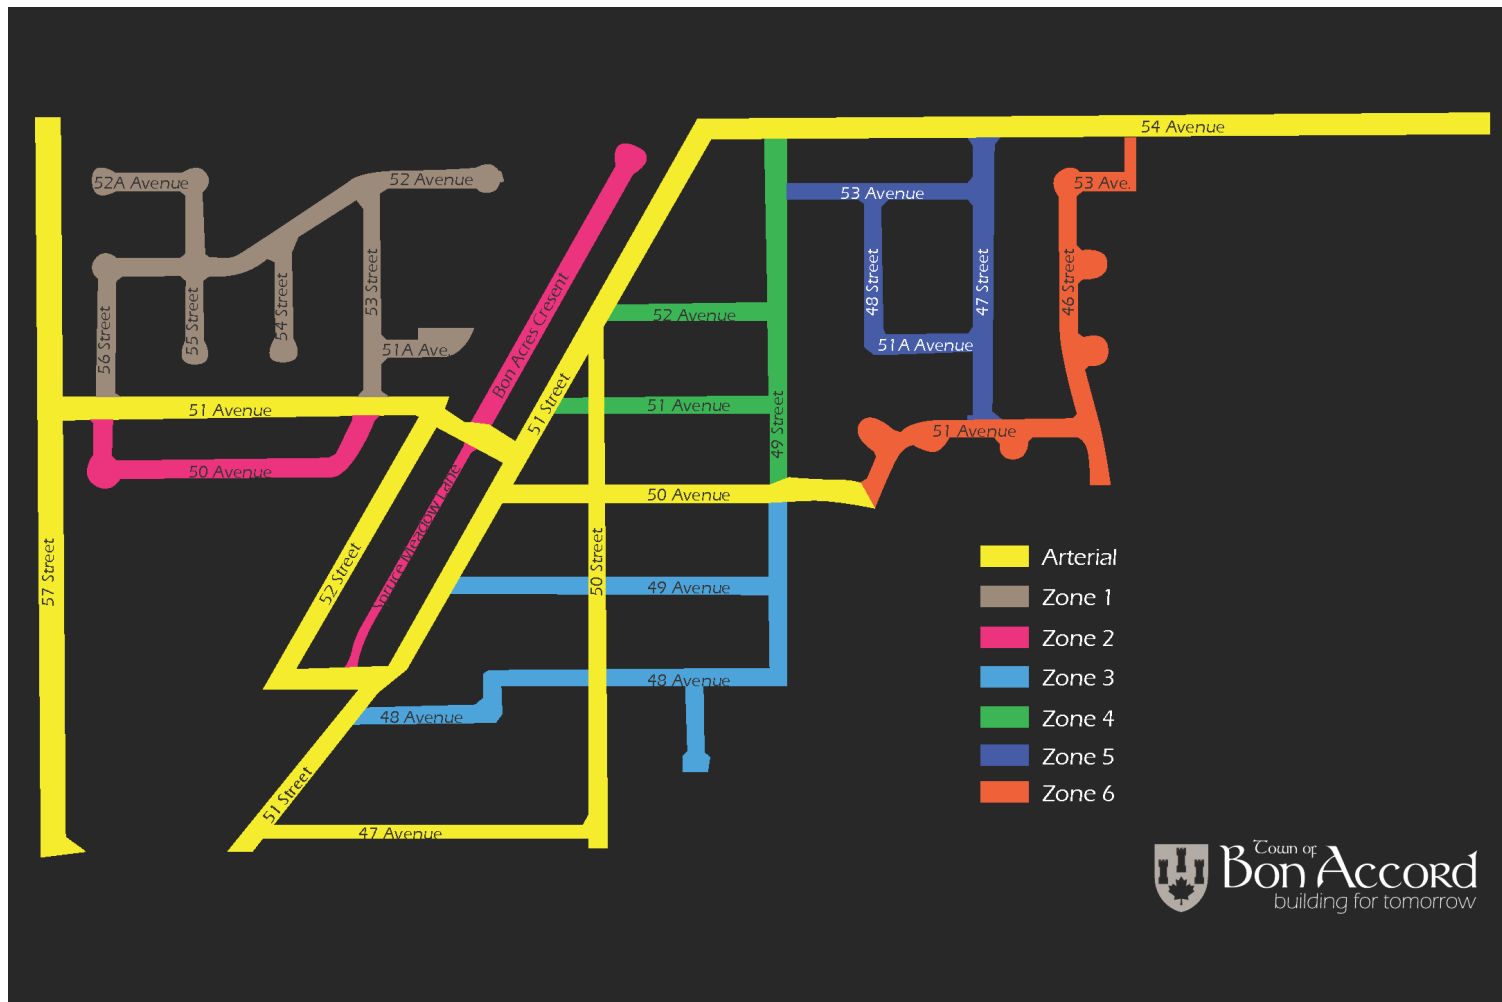 54 Avenue
52A Avenue
52 Avenue
53 Ave.
53 Avenue
56 Street
55 Street
54 Street
53 Street
51A Ave.
Bon Acres Cresent
52 Avenue
48 Street
47 Street
46 Street
51A Avenue
51 Avenue
51 Street
51 Avenue
49 Street
51 Avenue
50 Avenue
Spruce Meadow Lane
50 Avenue
57 Street
52 Street
50 Street
49 Avenue
48 Avenue
48 Avenue
51 Street
47 Avenue
Arterial
Zone 1
Zone 2
Zone 3
Zone 4
Zone 5
Zone 6
Town of
Bon Accord
building for tomorrow